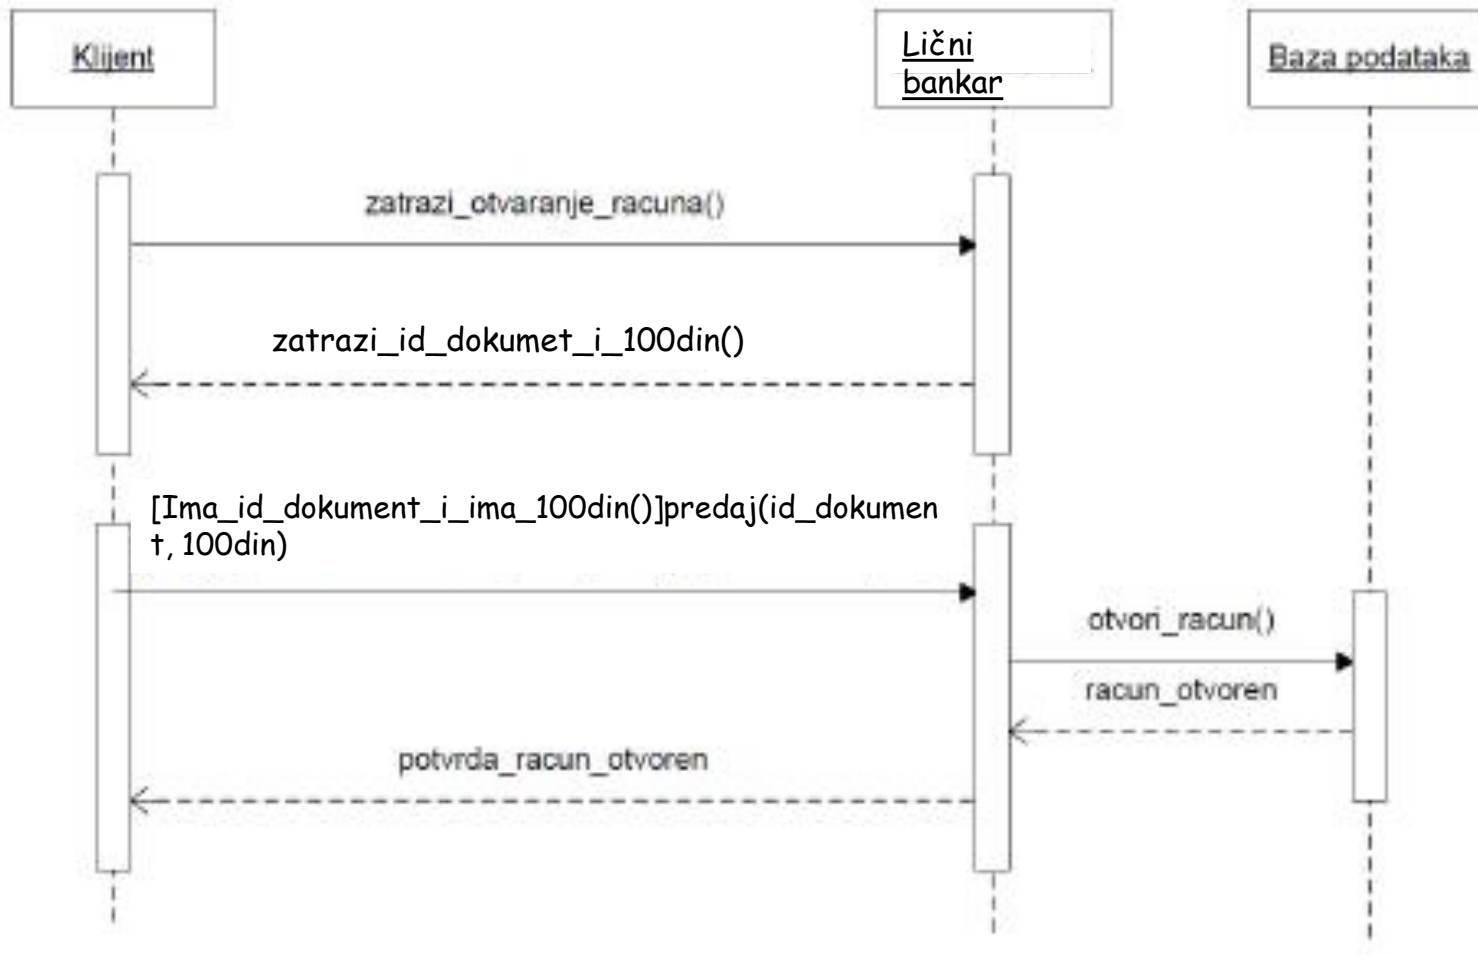 Klijent
Lični
bankar
Baza podataka
zatrazi_otvaranje_racuna()
zatrazi_id_dokumet_i_100din()
[Ima_id_dokument_i_ima_100din()]predaj(id_dokumen
t, 100din)
otvori_racun()
racun_otvoren
potvrda_racun_otvoren